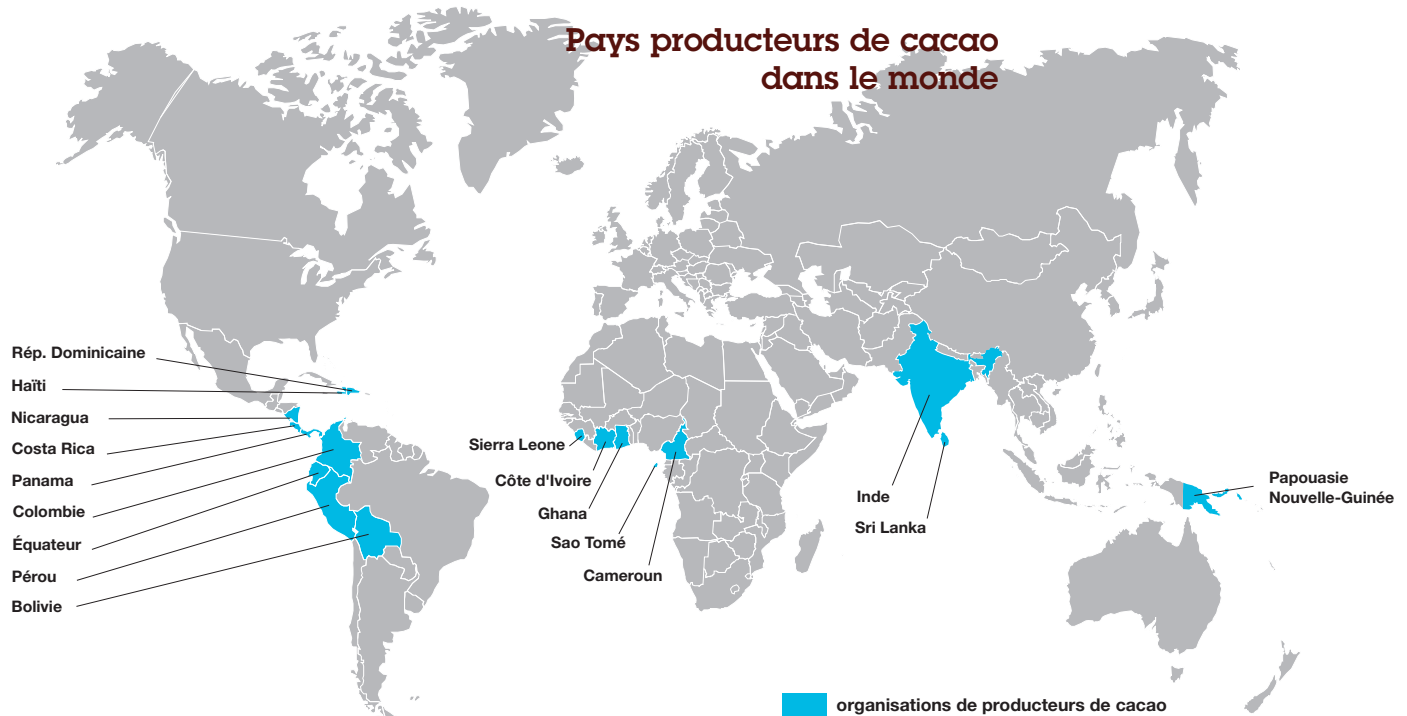 Pays producteurs de cacao
dans le monde
Rép. Dominicaine
Haïti
Nicaragua
Costa Rica
Panama
Colombie
Équateur
Pérou
Bolivie
Sierra Leone
Côte d'Ivoire
Ghana
Sao Tomé
Cameroun
Inde
Sri Lanka
Papouasie
Nouvelle-Guinée
organisations de producteurs de cacao